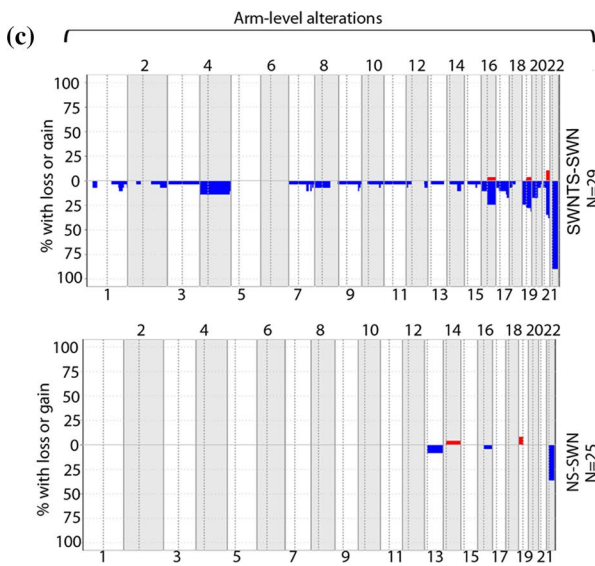 (c)
Arm-level alterations
2 4 6 8 10 12 14 16 18 20 22
100
75
50
25
0
25
50
75
100
% with loss or gain
SWNTS-SWN
N=29
1 3 5 7 9 11 13 15 17 19 21
2 4 6 8 10 12 14 16 18 20 22
100
75
50
25
0
25
50
75
100
% with loss or gain
NS-SWN
N=25
1 3 5 7 9 11 13 15 17 19 21